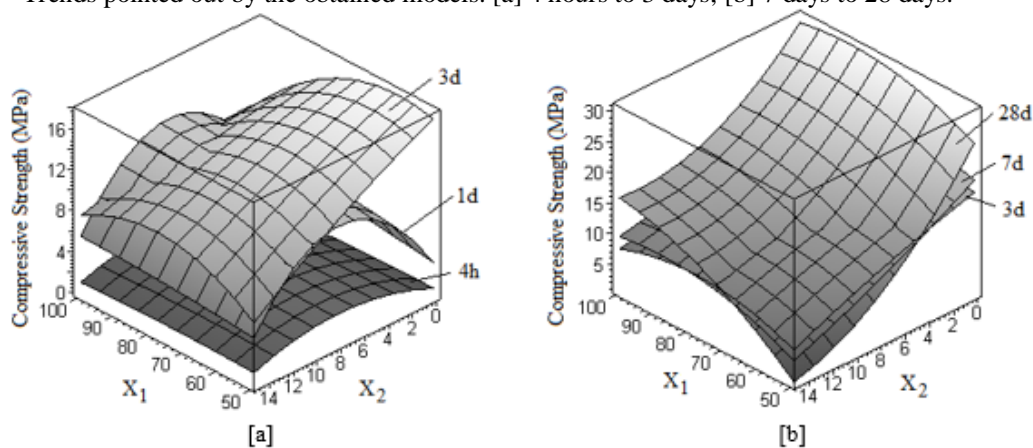 Trends pointed out by the obtained models: [a] 4 hours to 3 days; [b] 7 days to 28 days.
Compressive Strength (MPa)
16
12
8
4
0
100
90
80
70
60
50
X1
14
12
10
8
6
4
2
0
X2
3d
1d
4h
[a]
Compressive Strength (MPa)
30
25
20
15
10
5
100
90
80
70
60
50
X1
14
12
10
8
6
4
2
0
X2
28d
7d
3d
[b]